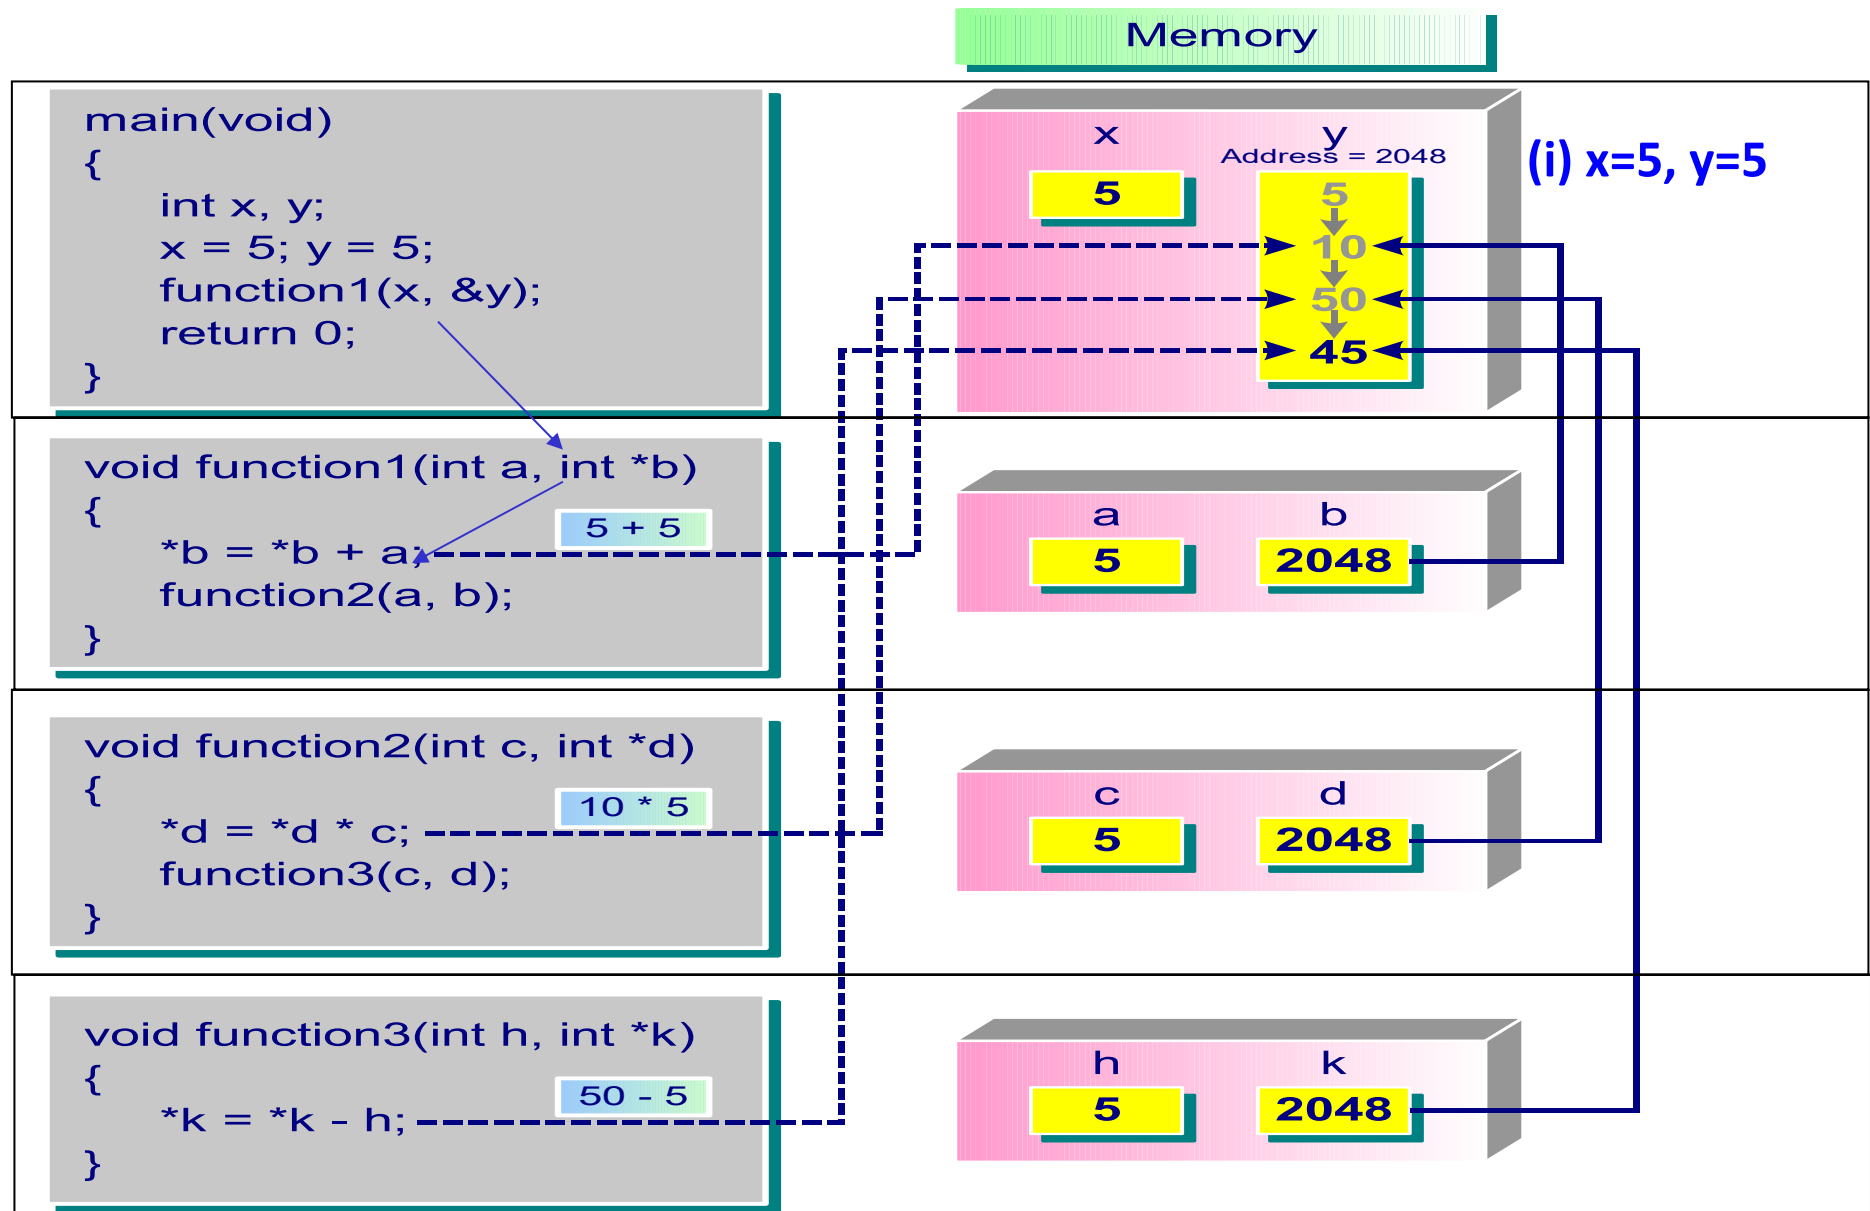 Memory
main(void)
{
int x, y;
x = 5; y = 5;
function1(x, &y);
return 0;
}
x
y
Address = 2048
5
5
10
50
45
(i) x=5, y=5
void function1(int a, int *b)
{
5 + 5
*b = *b + a;
function2(a, b);
}
a
b
5
2048
void function2(int c, int *d)
{
10 * 5
*d = *d * c;
function3(c, d);
}
c
d
5
2048
void function3(int h, int *k)
{
50 - 5
*k = *k - h;
}
h
k
5
2048